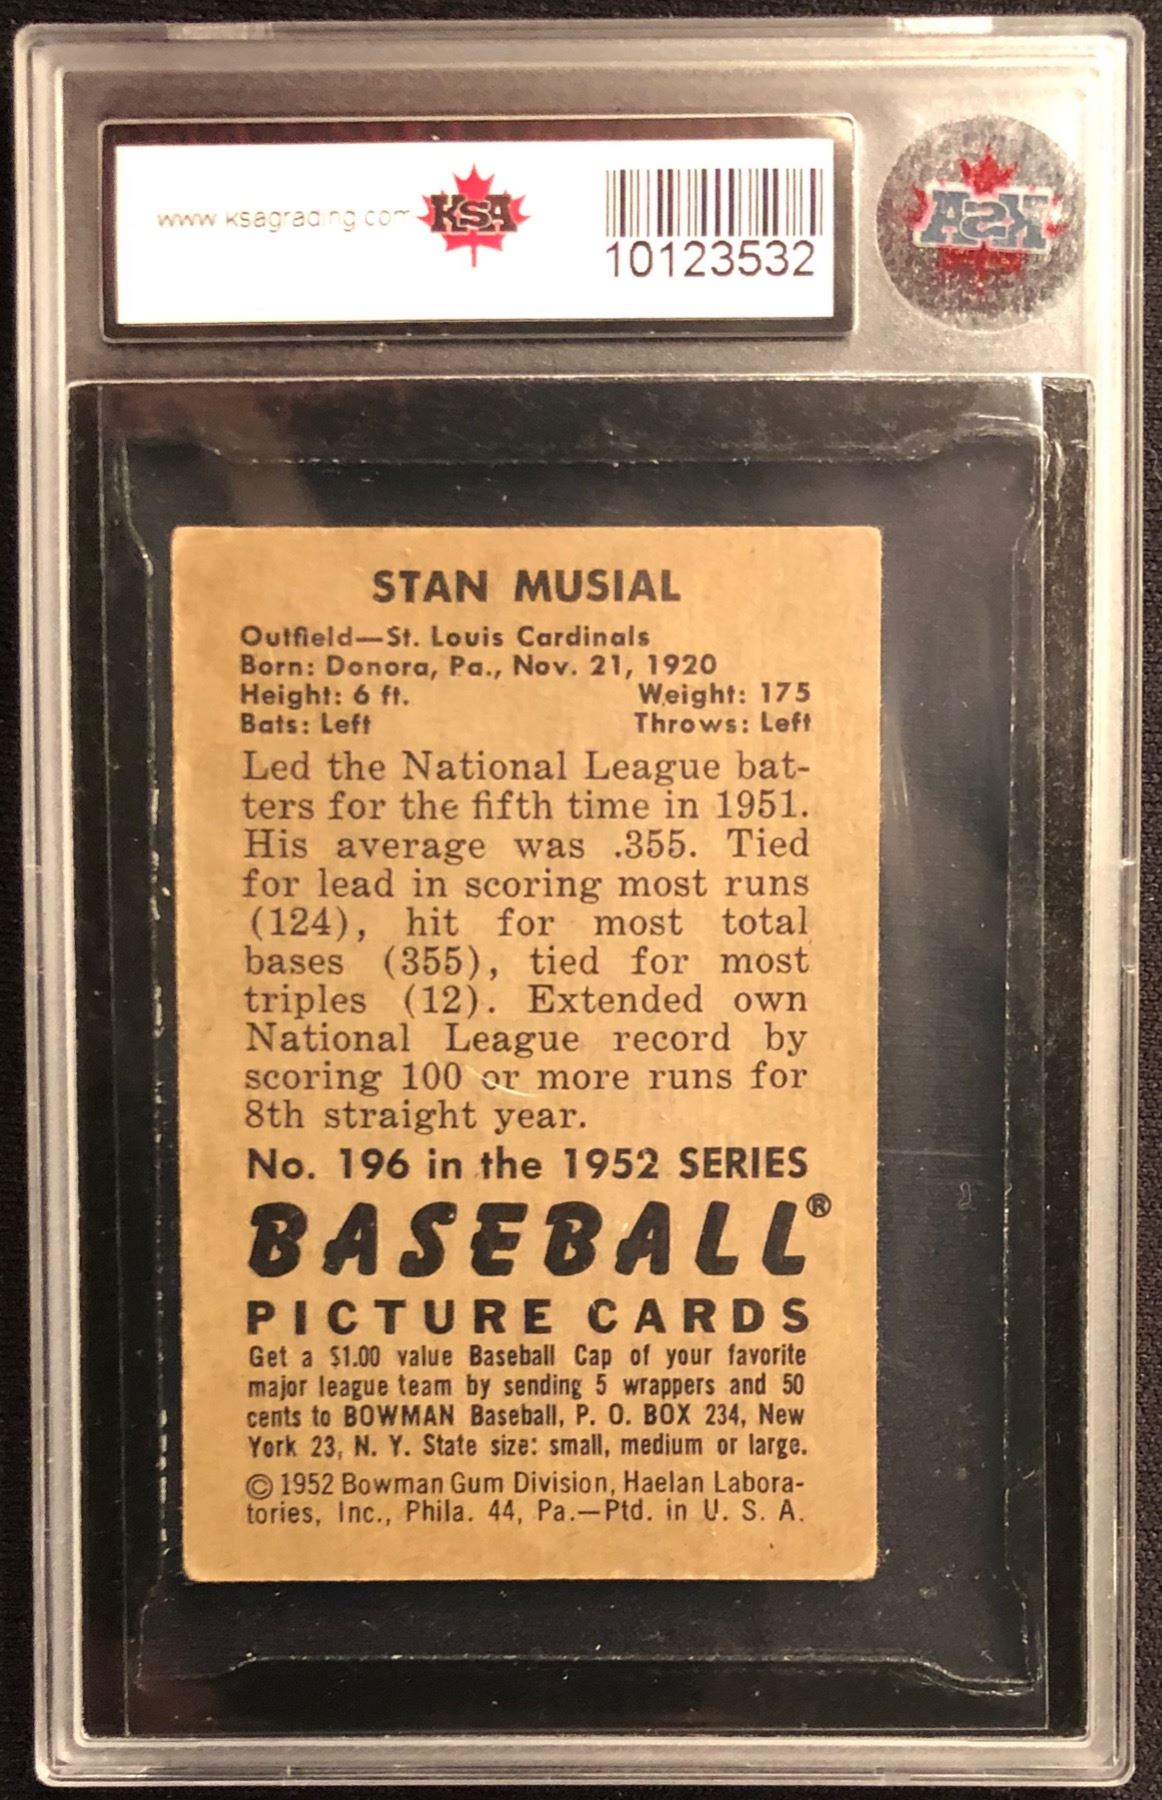 www.ksagrading.com
KSA
10123532
KSA
STAN MUSIAL
Outfield—St. Louis Cardinals
Born: Donora, Pa., Nov. 21, 1920
Height: 6 ft. Weight: 175
Bats: Left Throws: Left
Led the National League bat-
ters for the fifth time in 1951.
His average was .355. Tied
for lead in scoring most runs
(124), hit for most total
bases (355), tied for most
triples (12). Extended own
National League record by
scoring 100 or more runs for
8th straight year.
No. 196 in the 1952 SERIES
BASEBALL®
PICTURE CARDS
Get a $1.00 value Baseball Cap of your favorite
major league team by sending 5 wrappers and 50
cents to BOWMAN Baseball, P. O. BOX 234, New
York 23, N. Y. State size: small, medium or large.
© 1952 Bowman Gum Division, Haelan Labora-
tories, Inc., Phila. 44, Pa.—Ptd. in U. S. A.